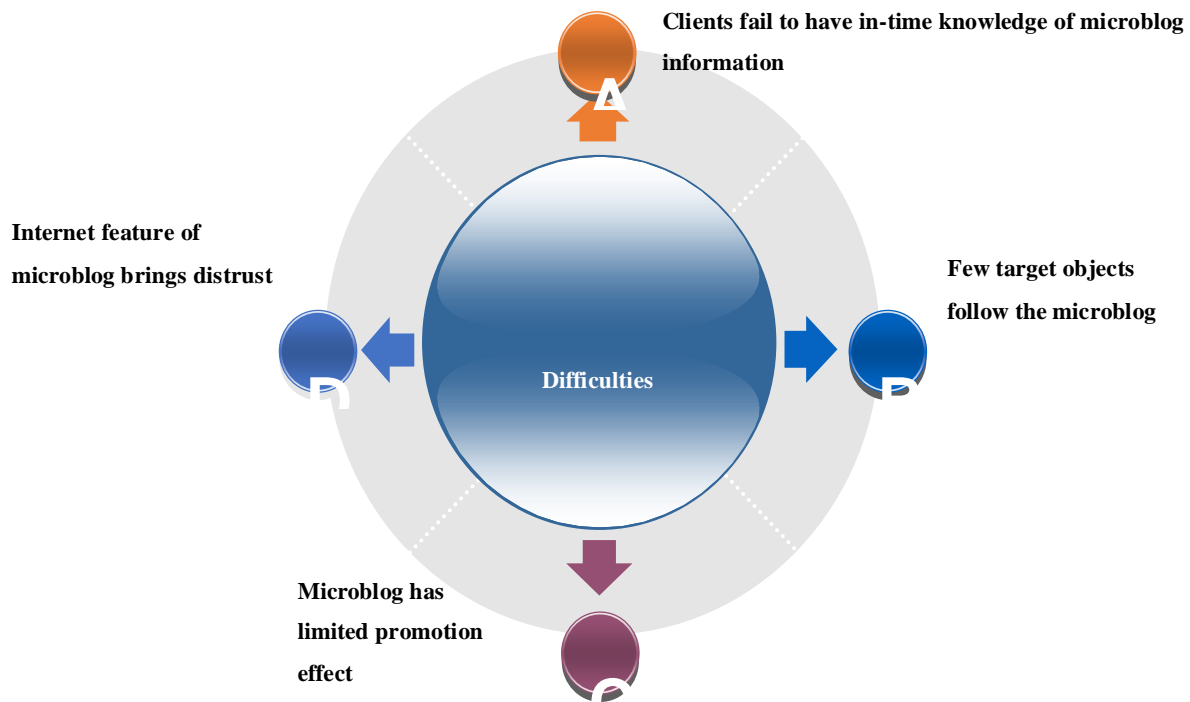 Clients fail to have in-time knowledge of microblog
information
A
Internet feature of
microblog brings distrust
Few target objects
follow the microblog
D
B
Difficulties
Microblog has
limited promotion
effect
C